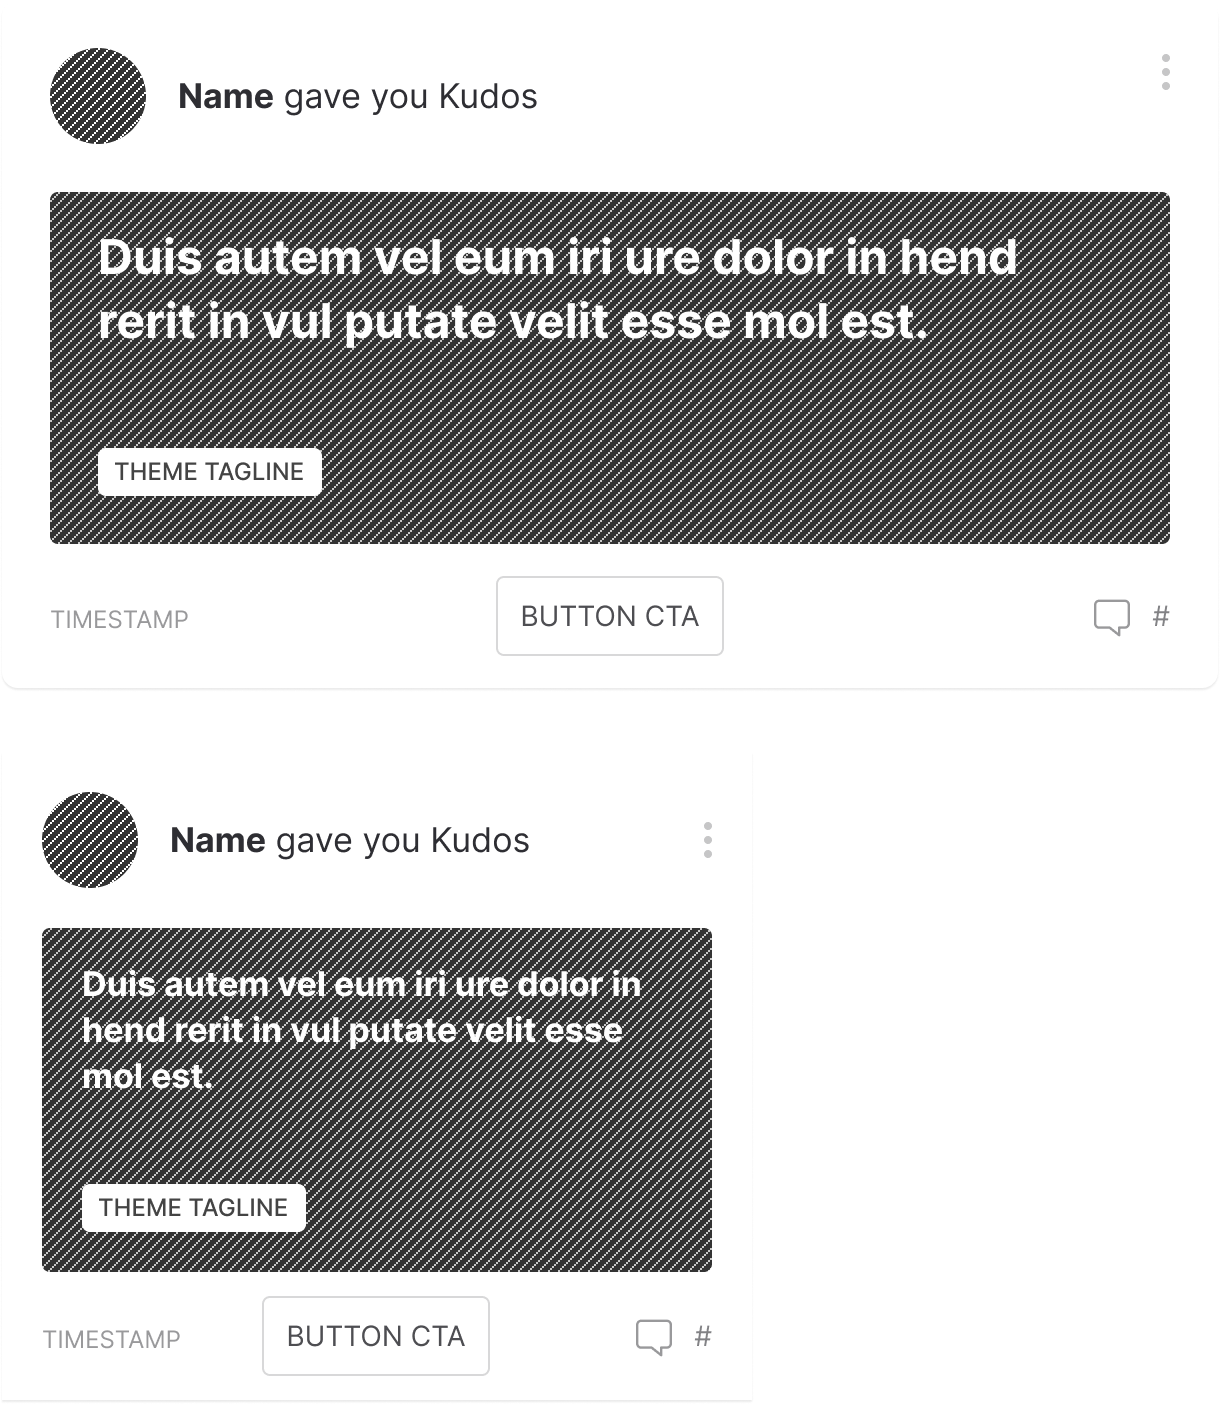 Name gave you Kudos
Duis autem vel eum iri ure dolor in hend
rerit in vul putate velit esse mol est.
THEME TAGLINE
TIMESTAMP
BUTTON CTA
#
Name gave you Kudos
Duis autem vel eum iri ure dolor in
hend rerit in vul putate velit esse
mol est.
THEME TAGLINE
TIMESTAMP
BUTTON CTA
#